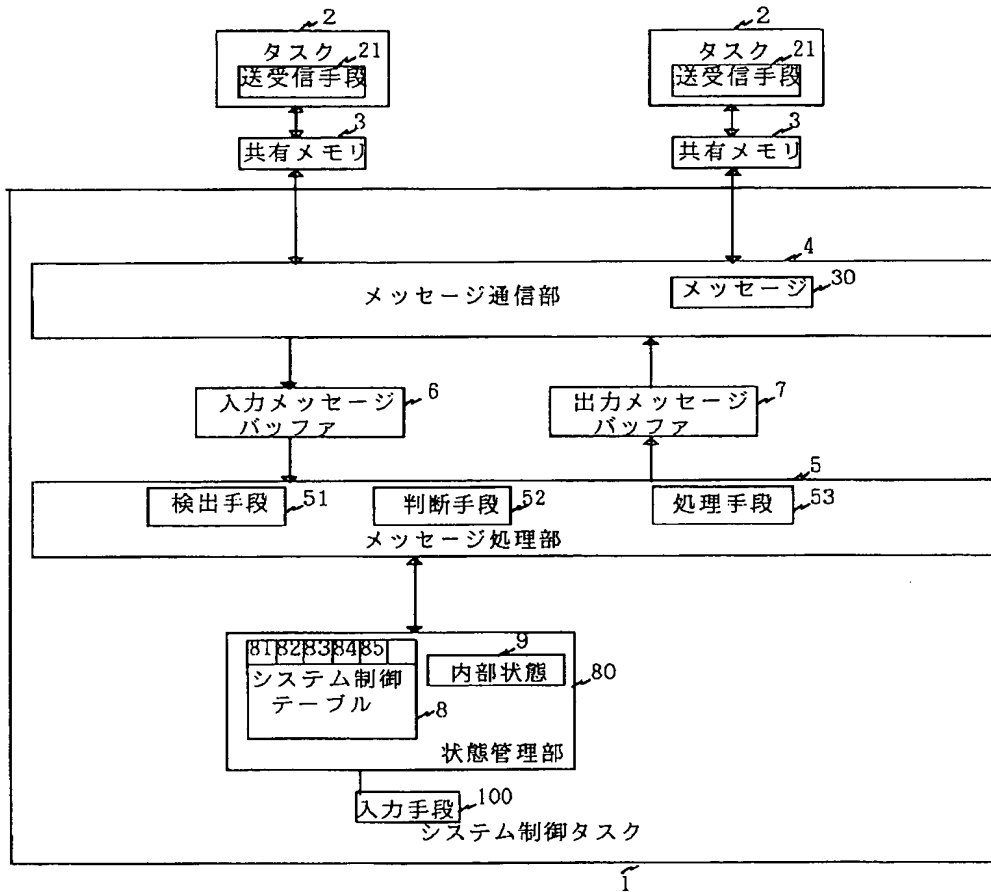 2
2
タスク
21
送受信手段
タスク
21
送受信手段
3
共有メモリ
3
共有メモリ
4
メッセージ通信部
メッセージ
30
入力メッセージ
バッファ
6
出力メッセージ
バッファ
7
5
検出手段
51
判断手段
52
処理手段
53
メッセージ処理部
81 82 83 84 85
システム制御
テーブル
8
9
内部状態
80
状態管理部
入力手段
100
システム制御タスク
1